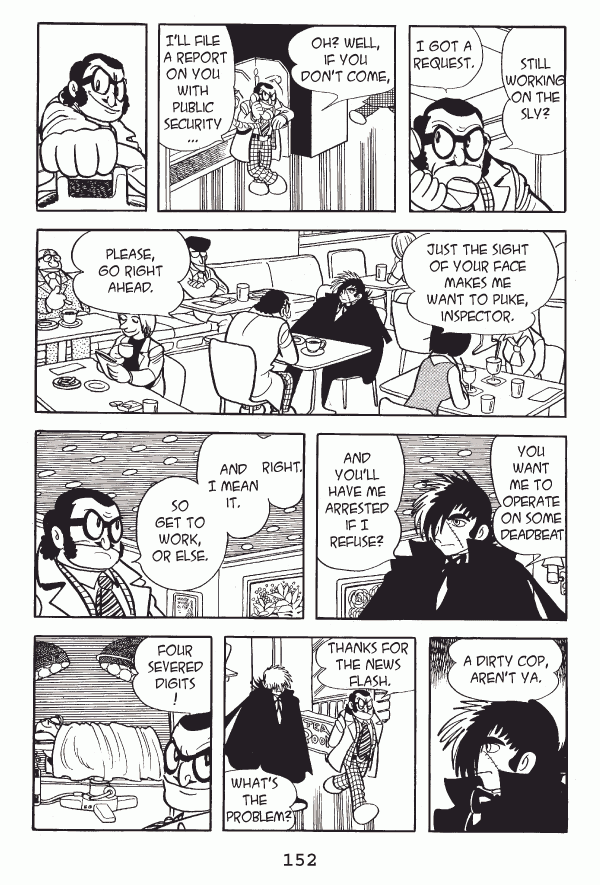 STILL
WORKING
ON THE
SLY?
I GOT A
REQUEST.
OH? WELL,
IF YOU
DON'T COME,
I'LL FILE
A REPORT
ON YOU
WITH
PUBLIC
SECURITY
...
JUST THE SIGHT
OF YOUR FACE
MAKES ME
WANT TO PUKE,
INSPECTOR.
PLEASE,
GO RIGHT
AHEAD.
YOU
WANT
ME TO
OPERATE
ON SOME
DEADBEAT
AND
YOU'LL
HAVE ME
ARRESTED
IF I
REFUSE?
RIGHT.
AND
I MEAN
IT.
SO
GET TO
WORK,
OR ELSE.
A DIRTY COP,
AREN'T YA.
THANKS FOR
THE NEWS
FLASH.
TEA
ROO
WHAT'S
THE
PROBLEM?
FOUR
SEVERED
DIGITS
!
152